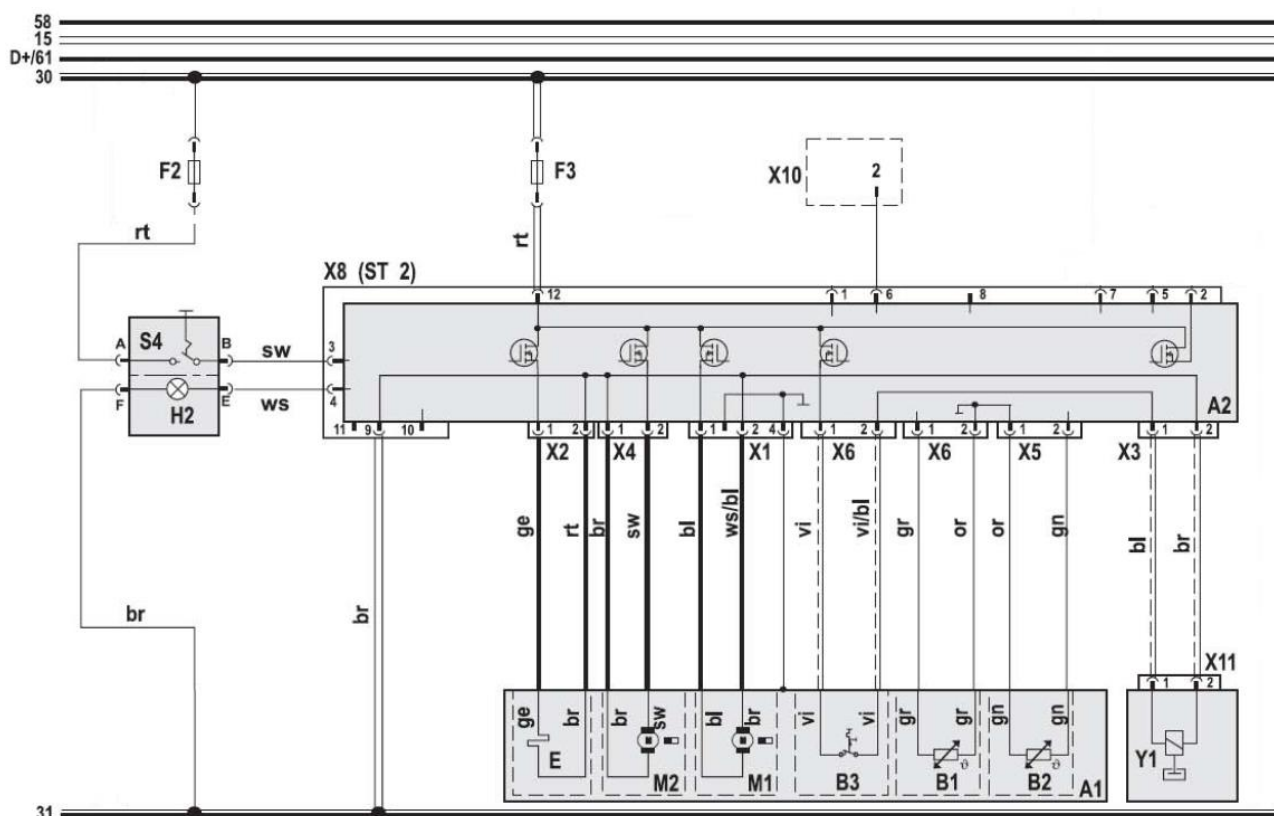 58
15
D+/61
30
F2
F3
X10
2
rt
rt
X8 (ST 2)
12
1
6
8
7
5
2
A
S4
B
sw
3
F
H2
E
ws
4
A2
11
9
10
1
2
1
2
1
2
4
1
2
1
2
1
2
1
2
X2
X4
X1
X6
X6
X5
X3
ge
rt
br
sw
bl
ws/bl
vi
vi/bl
gr
or
or
gn
bl
br
br
br
X11
1
2
ge
br
br
sw
bl
br
vi
vi
gr
gr
gn
gn
E
M2
M1
B3
B1
ϑ
B2
ϑ
A1
Y1
31